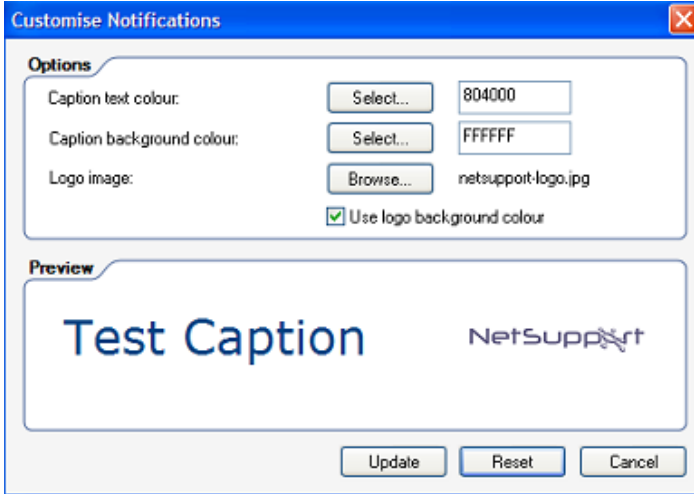 Customise Notifications
Options
Caption text colour: Select... 804000
Caption background colour: Select... FFFFFF
Logo image: Browse... netsupport-logo.jpg
Use logo background colour
Preview
Test Caption NetSupport
Update Reset Cancel